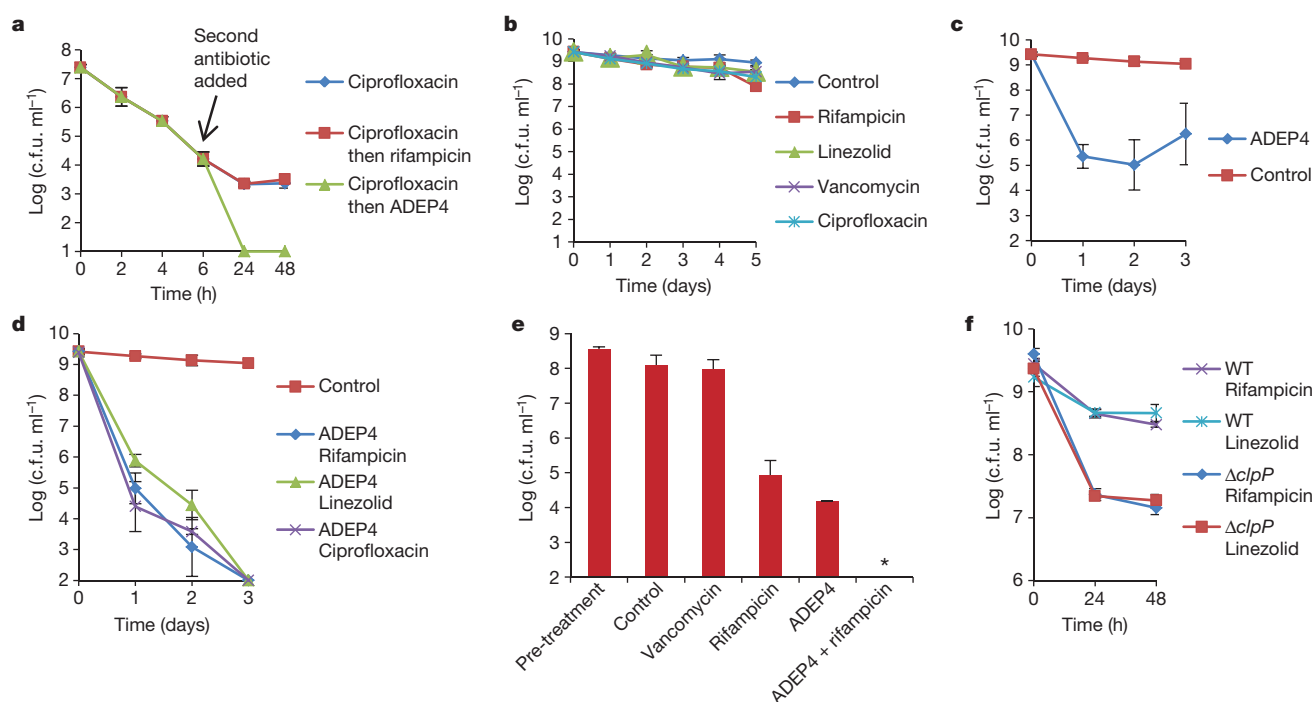 a
Log (c.f.u. ml⁻¹)
8
7
6
5
4
3
2
1
0
2
4
6
24
48
Time (h)
Second
antibiotic
added
Ciprofloxacin
Ciprofloxacin
then rifampicin
Ciprofloxacin
then ADEP4
b
Log (c.f.u. ml⁻¹)
10
9
8
7
6
5
4
3
2
1
0
1
2
3
4
5
Time (days)
Control
Rifampicin
Linezolid
Vancomycin
Ciprofloxacin
c
Log (c.f.u. ml⁻¹)
10
9
8
7
6
5
4
3
2
0
1
2
3
Time (days)
ADEP4
Control
d
Log (c.f.u. ml⁻¹)
10
9
8
7
6
5
4
3
2
0
1
2
3
Time (days)
Control
ADEP4
Rifampicin
ADEP4
Linezolid
ADEP4
Ciprofloxacin
e
Log (c.f.u. ml⁻¹)
9
8
7
6
5
4
3
2
*
Pre-treatment
Control
Vancomycin
Rifampicin
ADEP4
ADEP4 + rifampicin
f
Log (c.f.u. ml⁻¹)
10
9
8
7
6
0
24
48
Time (h)
WT
Rifampicin
WT
Linezolid
ΔclpP
Rifampicin
ΔclpP
Linezolid